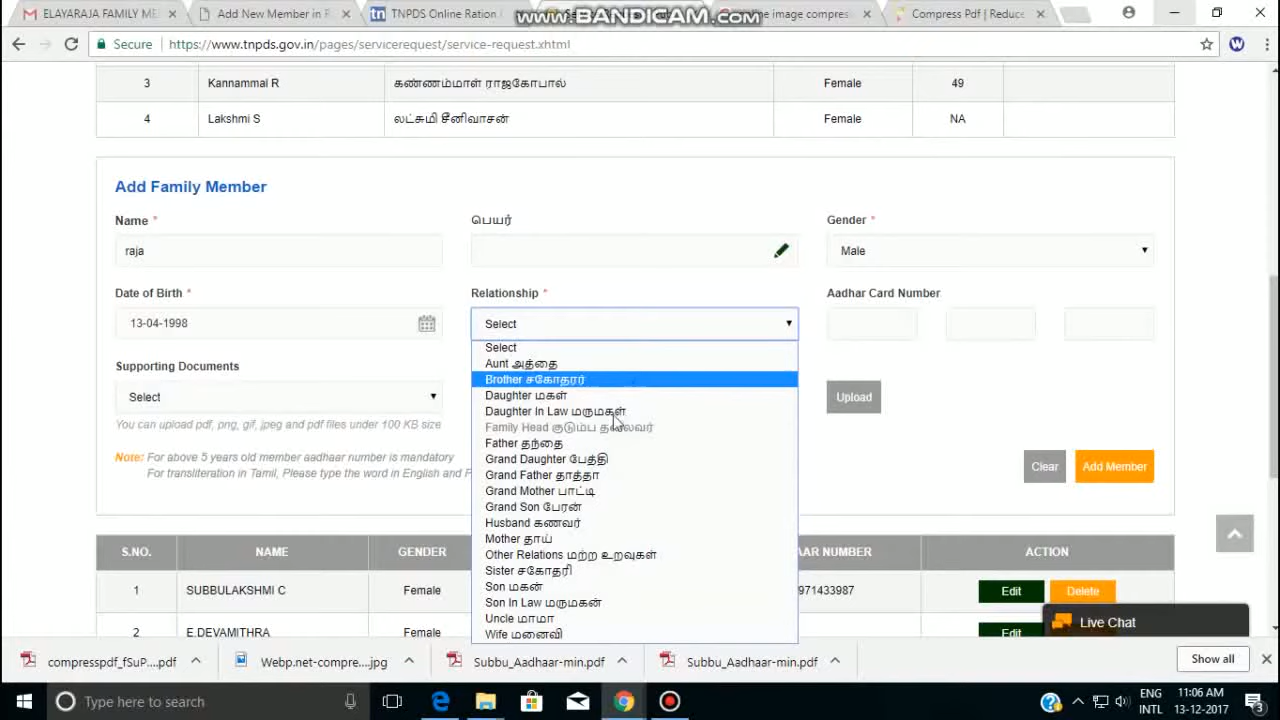 ELAYARAJA FAMILY ME
Add New Member in R
TNPDS Online Ration
www.BANDICAM.com
image compres
Compress Pdf | Reduce
Secure
https://www.tnpds.gov.in/pages/servicerequest/service-request.xhtml
3 Kannammal R கண்ணம்மாள் ராஜகோபால் Female 49
4 Lakshmi S லட்சுமி சீனிவாசன் Female NA
Add Family Member
Name * பெயர் Gender *
raja Male
Date of Birth * Relationship * Aadhar Card Number
13-04-1998 Select
Supporting Documents
Select
Upload
You can upload pdf, png, gif, jpeg and pdf files under 100 KB size
Note: For above 5 years old member aadhaar number is mandatory
For transliteration in Tamil, Please type the word in English and
Select
Aunt அத்தை
Brother சகோதரர்
Daughter மகள்
Daughter In Law மருமகள்
Family Head குடும்ப தலைவர்
Father தந்தை
Grand Daughter பேத்தி
Grand Father தாத்தா
Grand Mother பாட்டி
Grand Son பேரன்
Husband கணவர்
Mother தாய்
Other Relations மற்ற உறவுகள்
Sister சகோதரி
Son மகன்
Son In Law மருமகன்
Uncle மாமா
Wife மனைவி
Clear Add Member
S.NO. NAME GENDER AAR NUMBER ACTION
1 SUBBULAKSHMI C Female 971433987 Edit Delete
2 E.DEVAMITHRA Female Edit
Live Chat
compresspdf_fSuP....pdf
Webp.net-compre....jpg
Subbu_Aadhaar-min.pdf
Subbu_Aadhaar-min.pdf
Show all
Type here to search
ENG
INTL
11:06 AM
13-12-2017
3